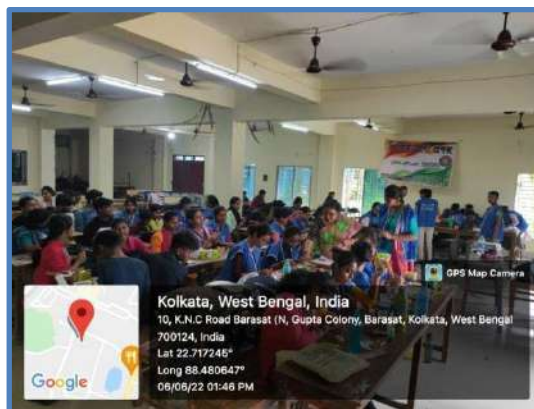 GPS Map Camera
Kolkata, West Bengal, India
10, K.N.C Road Barasat (N, Gupta Colony, Barasat, Kolkata, West Bengal
700124, India
Lat 22.717245°
Long 88.480647°
06/06/22 01:46 PM
Google